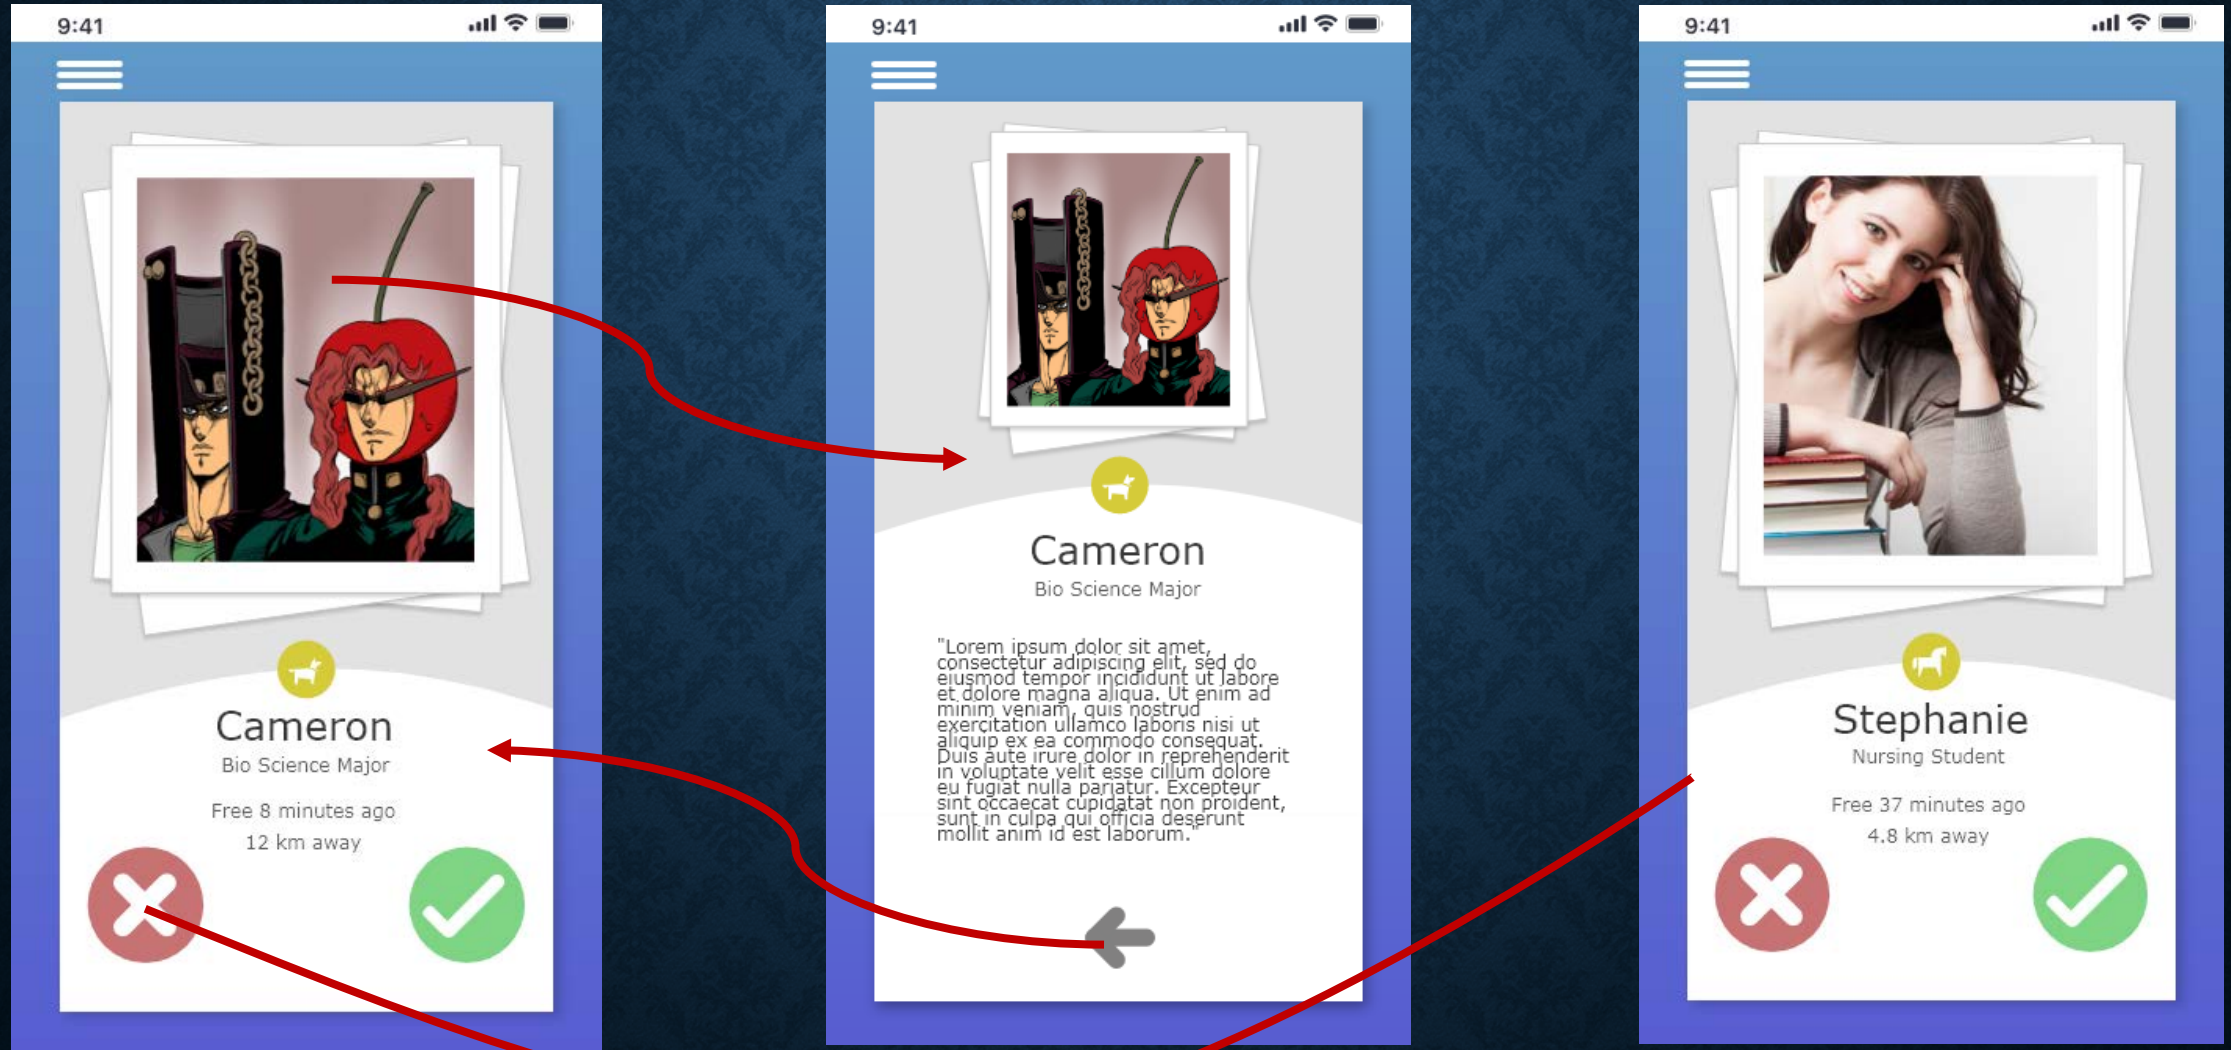 9:41
Cameron
Bio Science Major
Free 8 minutes ago
12 km away
9:41
Cameron
Bio Science Major
"Lorem ipsum dolor sit amet,
consectetur adipiscing elit, sed do
eiusmod tempor incididunt ut labore
et dolore magna aliqua. Ut enim ad
minim veniam, quis nostrud
exercitation ullamco laboris nisi ut
aliquip ex ea commodo consequat.
Duis aute irure dolor in reprehenderit
in voluptate velit esse cillum dolore
eu fugiat nulla pariatur. Excepteur
sint occaecat cupidatat non proident,
sunt in culpa qui officia deserunt
mollit anim id est laborum."
9:41
Stephanie
Nursing Student
Free 37 minutes ago
4.8 km away